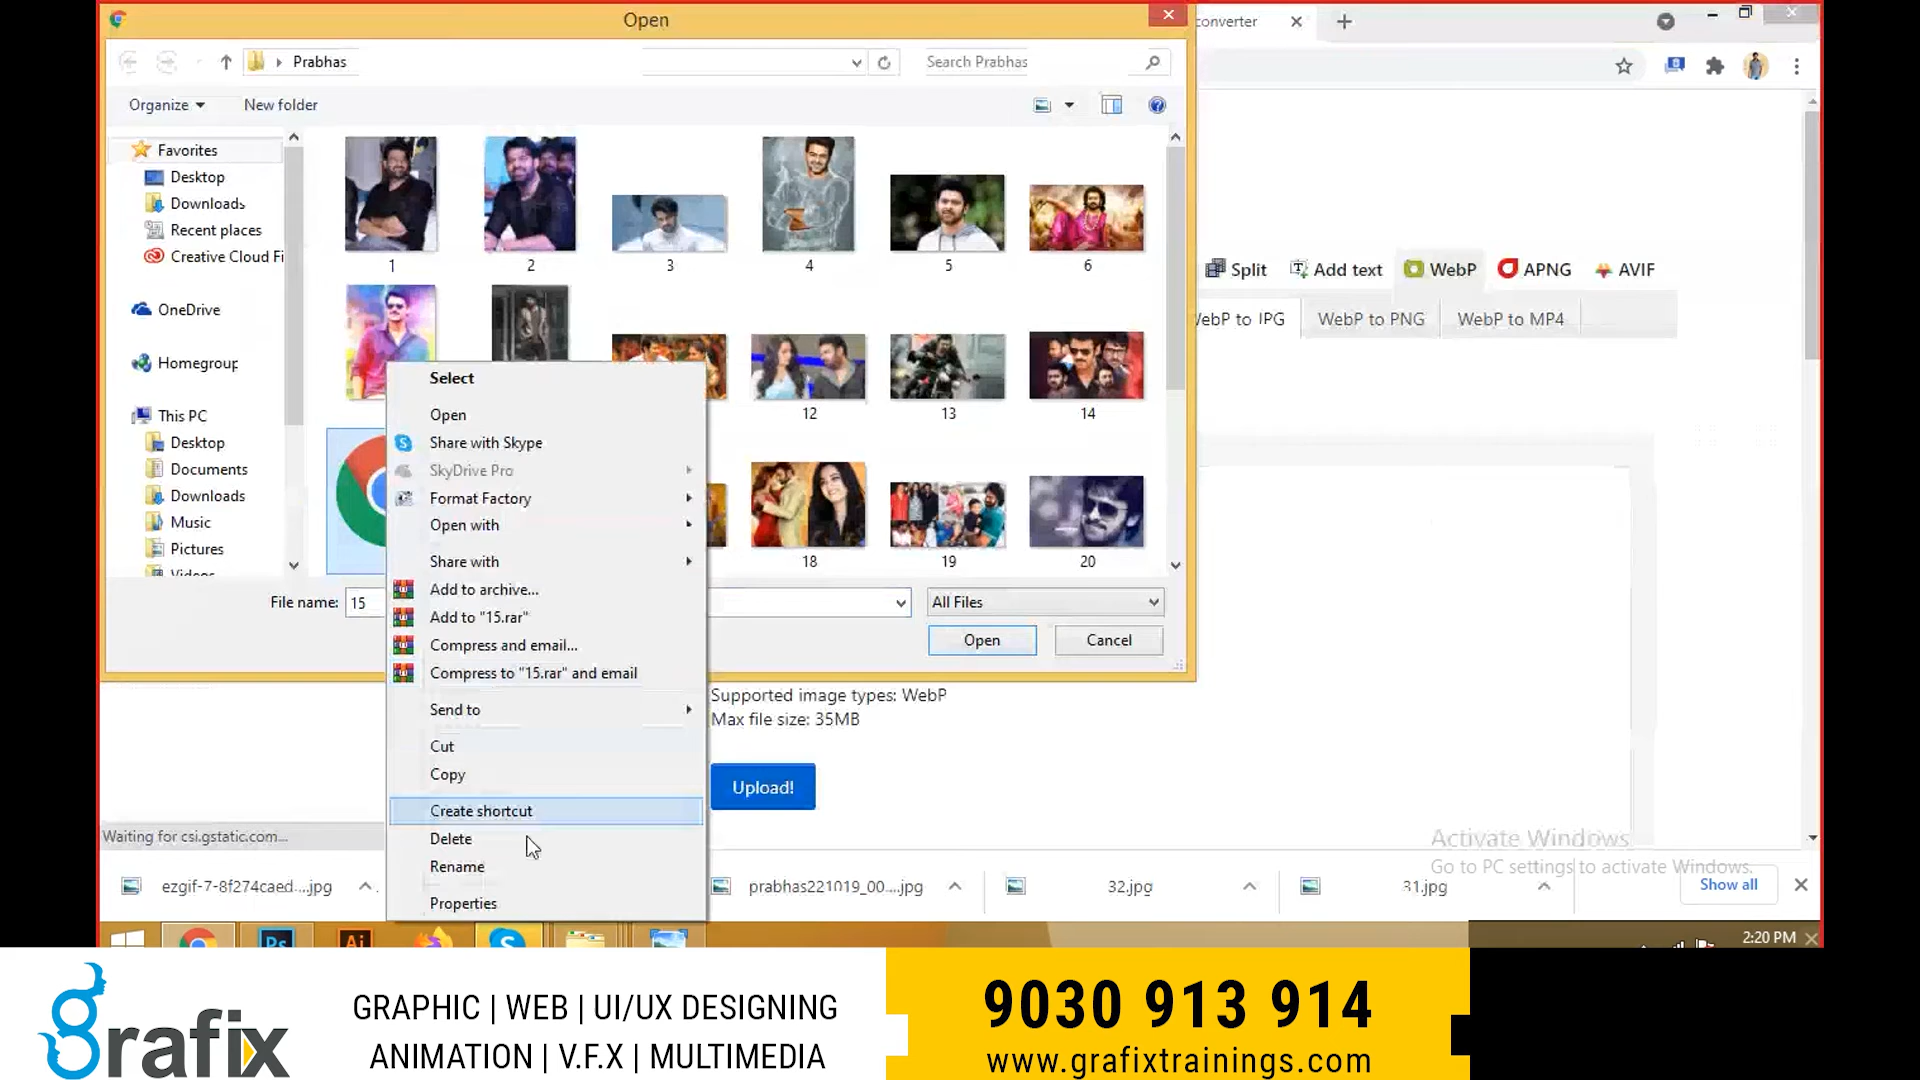 Open
converter
Prabhas
Search Prabhas
Organize
New folder
Favorites
Desktop
Downloads
Recent places
Creative Cloud Fi
OneDrive
Homegroup
This PC
Desktop
Documents
Downloads
Music
Pictures
Videos
1
2
3
4
5
6
12
13
14
18
19
20
Select
Open
Share with Skype
SkyDrive Pro
Format Factory
Open with
Share with
Add to archive...
Add to "15.rar"
Compress and email...
Compress to "15.rar" and email
Send to
Cut
Copy
Create shortcut
Delete
Rename
Properties
File name:
15
All Files
Open
Cancel
Split
Add text
WebP
APNG
AVIF
WebP to JPG
WebP to PNG
WebP to MP4
Supported image types: WebP
Max file size: 35MB
Upload!
Waiting for csi.gstatic.com...
Activate Windows
Go to PC settings to activate Windows.
ezgif-7-8f274caed....jpg
prabhas221019_00....jpg
32.jpg
31.jpg
Show all
Ps
Ai
2:20 PM
grafix
GRAPHIC | WEB | UI/UX DESIGNING
ANIMATION | V.F.X | MULTIMEDIA
9030 913 914
www.grafixtrainings.com